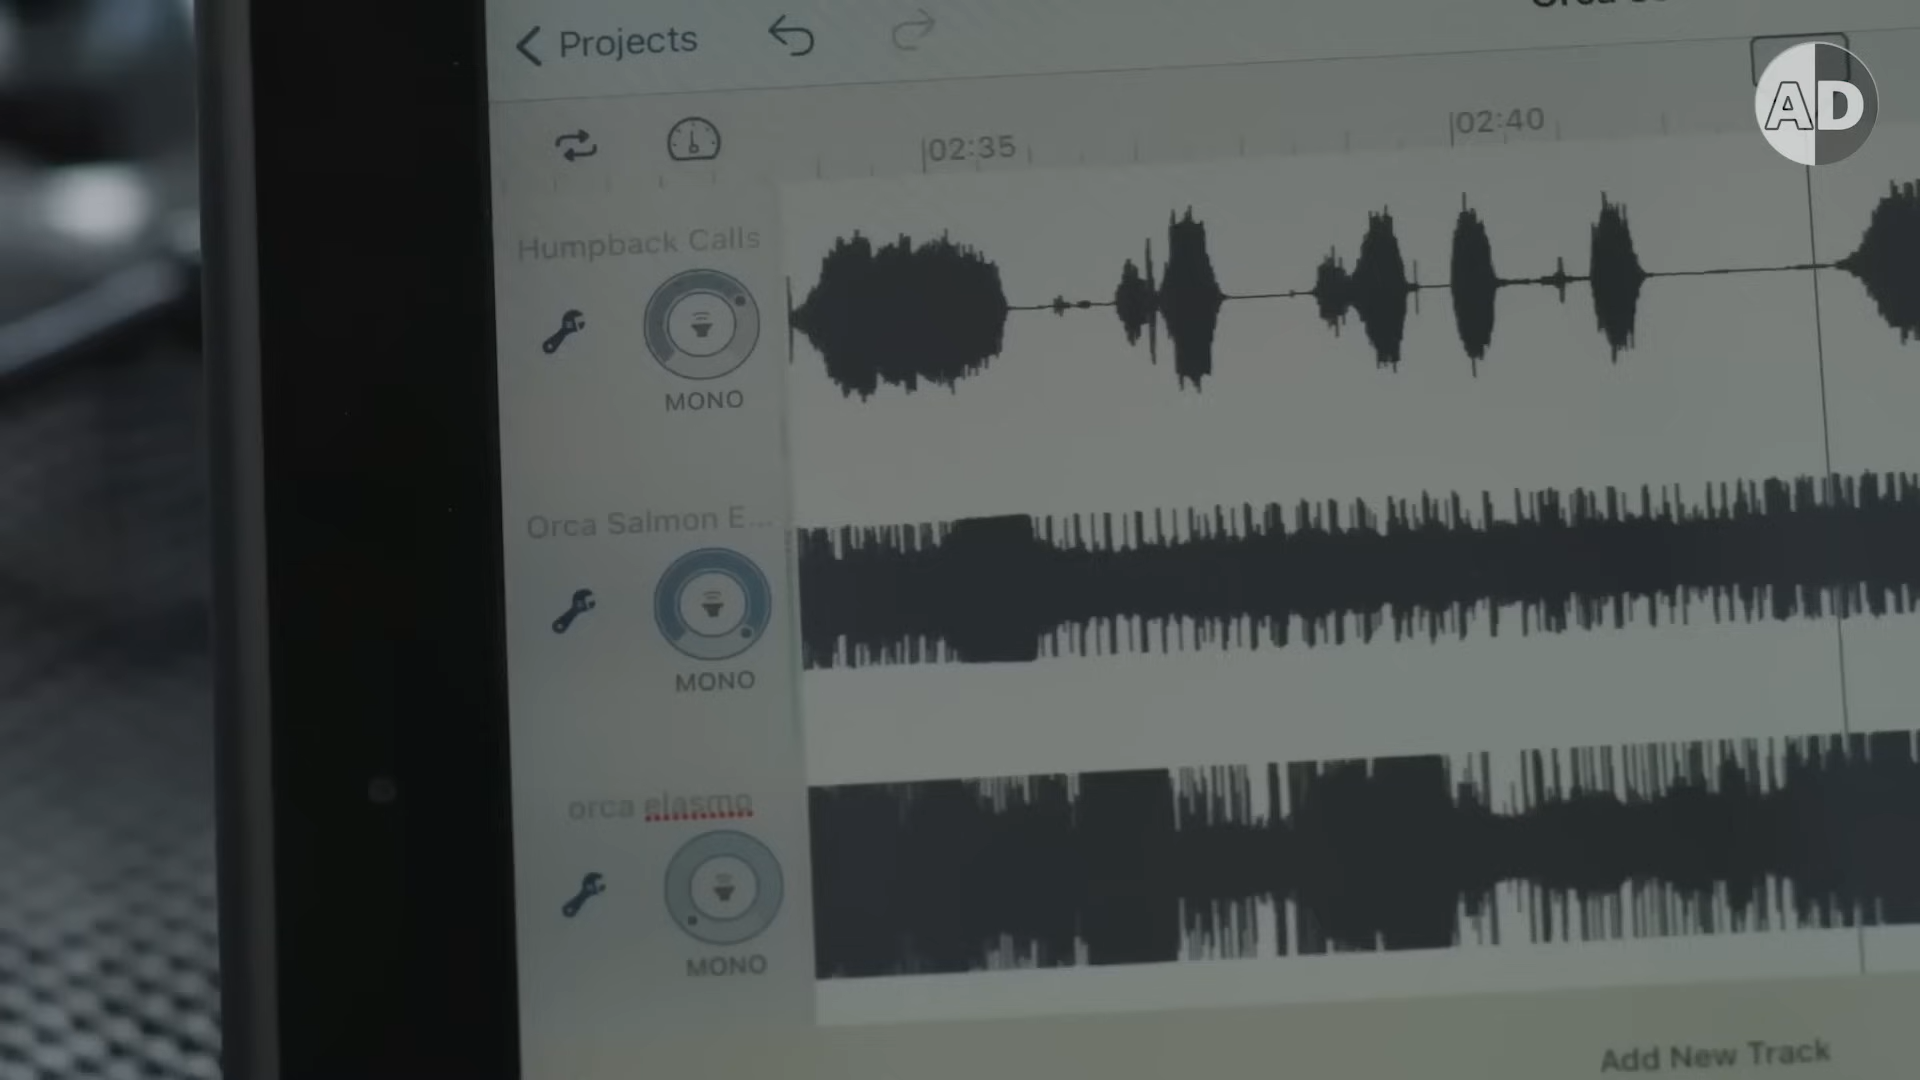 Projects
AD
02:35
02:40
Humpback Calls
MONO
Orca Salmon E...
MONO
orca elasmo
MONO
Add New Track